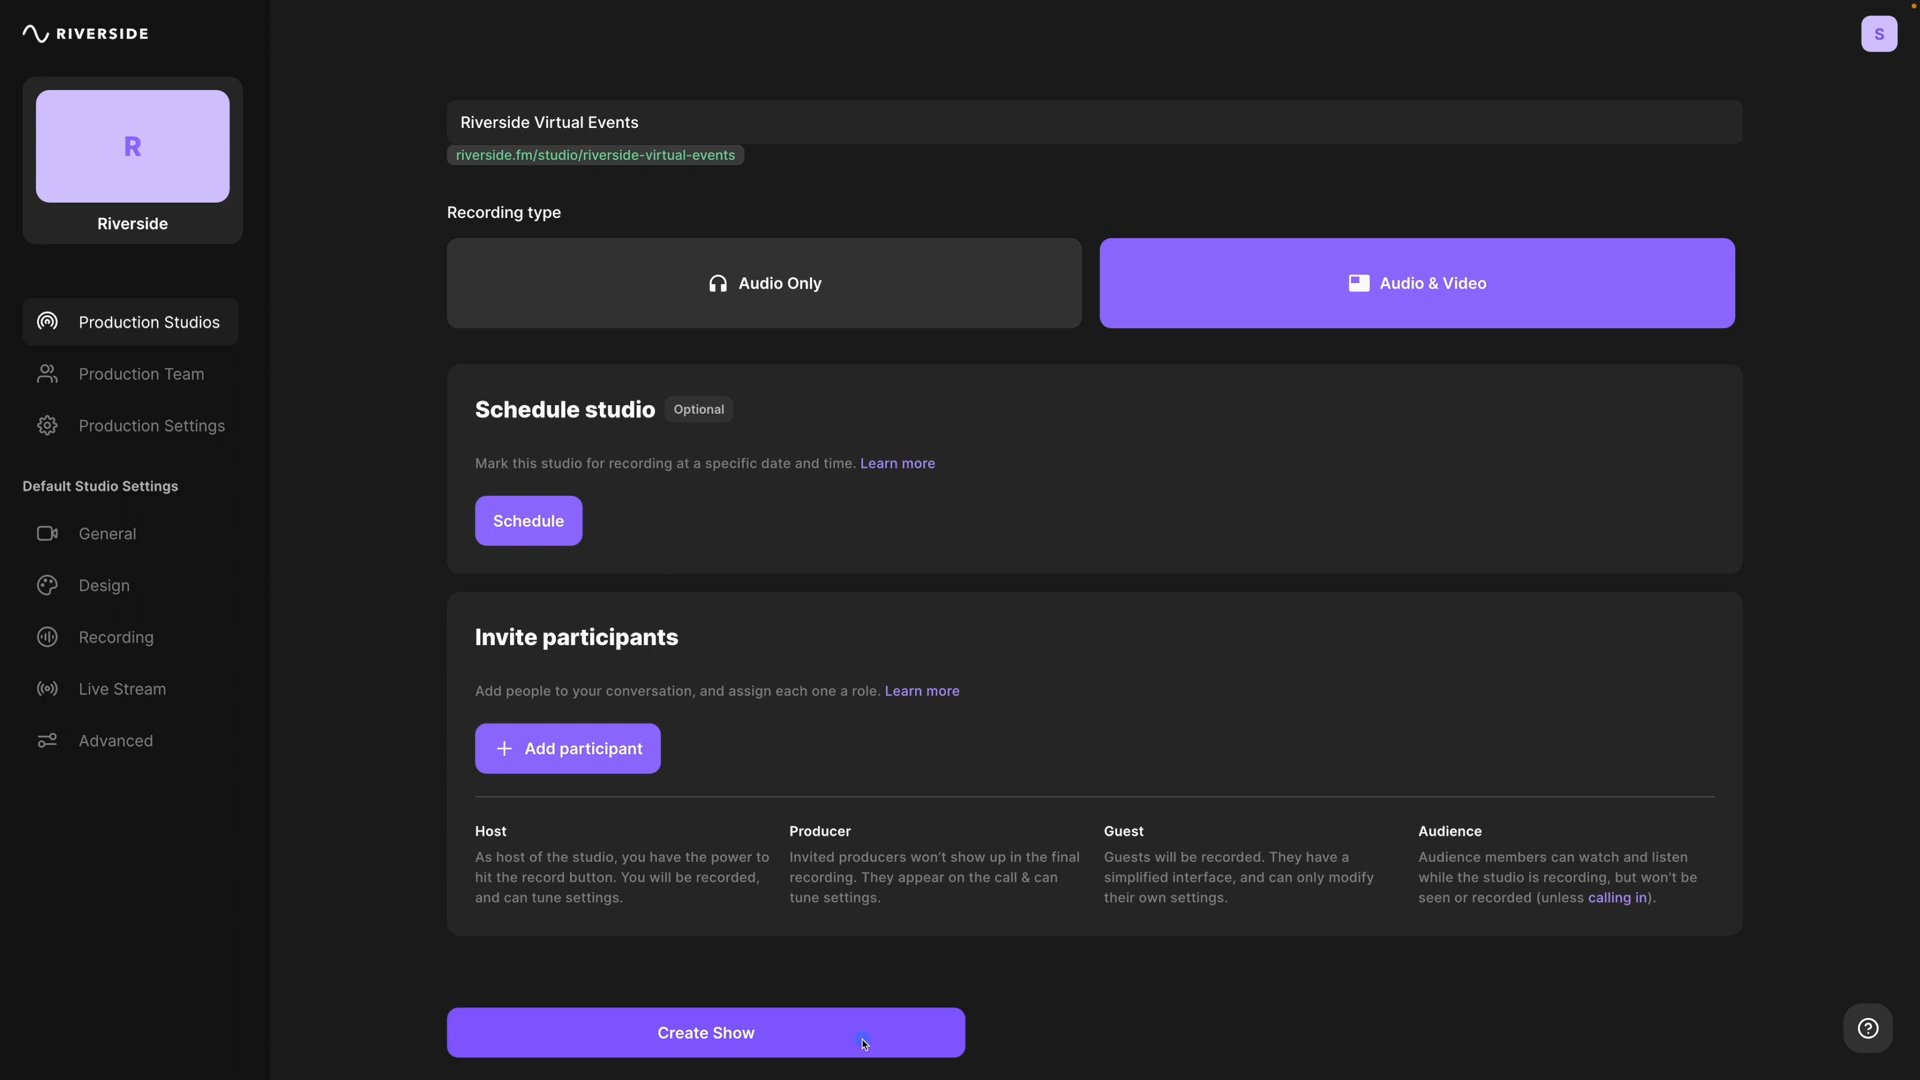 RIVERSIDE
S
R
Riverside
Production Studios
Production Team
Production Settings
Default Studio Settings
General
Design
Recording
Live Stream
Advanced
Riverside Virtual Events
riverside.fm/studio/riverside-virtual-events
Recording type
Audio Only
Audio & Video
Schedule studio Optional
Mark this studio for recording at a specific date and time. Learn more
Schedule
Invite participants
Add people to your conversation, and assign each one a role. Learn more
Add participant
Host
As host of the studio, you have the power to
hit the record button. You will be recorded,
and can tune settings.
Producer
Invited producers won't show up in the final
recording. They appear on the call & can
tune settings.
Guest
Guests will be recorded. They have a
simplified interface, and can only modify
their own settings.
Audience
Audience members can watch and listen
while the studio is recording, but won't be
seen or recorded (unless calling in).
Create Show